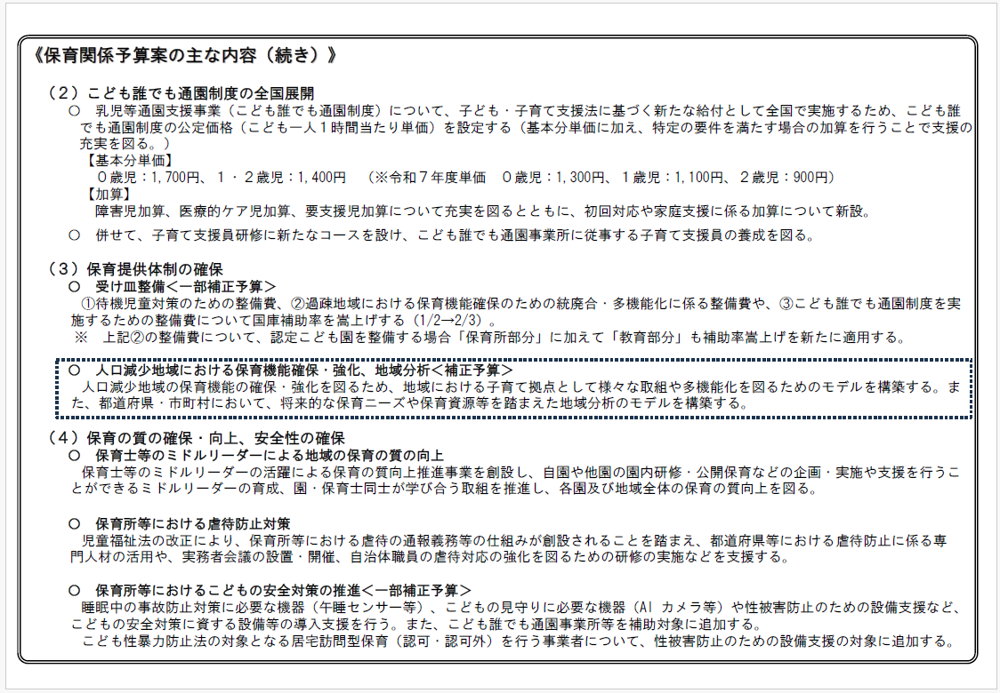 《保育関係予算案の主な内容（続き）》
（２）こども誰でも通園制度の全国展開
○　乳児等通園支援事業（こども誰でも通園制度）について、子ども・子育て支援法に基づく新たな給付として全国で実施するため、こども誰
でも通園制度の公定価格（こども一人１時間当たり単価）を設定する（基本分単価に加え、特定の要件を満たす場合の加算を行うことで支援の
充実を図る。）
【基本分単価】
０歳児：1,700円、１・２歳児：1,400円　（※令和７年度単価　０歳児：1,300円、１歳児：1,100円、２歳児：900円）
【加算】
障害児加算、医療的ケア児加算、要支援児加算について充実を図るとともに、初回対応や家庭支援に係る加算について新設。
○　併せて、子育て支援員研修に新たなコースを設け、こども誰でも通園事業所に従事する子育て支援員の養成を図る。
（３）保育提供体制の確保
○　受け皿整備＜一部補正予算＞
①待機児童対策のための整備費、②過疎地域における保育機能確保のための統廃合・多機能化に係る整備費や、③こども誰でも通園制度を実
施するための整備費について国庫補助率を嵩上げする（1/2→2/3）。
※　上記②の整備費について、認定こども園を整備する場合「保育所部分」に加えて「教育部分」も補助率嵩上げを新たに適用する。
○　人口減少地域における保育機能確保・強化、地域分析＜補正予算＞
人口減少地域の保育機能の確保・強化を図るため、地域における子育て拠点として様々な取組や多機能化を図るためのモデルを構築する。ま
た、都道府県・市町村において、将来的な保育ニーズや保育資源等を踏まえた地域分析のモデルを構築する。
（４）保育の質の確保・向上、安全性の確保
○　保育士等のミドルリーダーによる地域の保育の質の向上
保育士等のミドルリーダーの活躍による保育の質向上推進事業を創設し、自園や他園の園内研修・公開保育などの企画・実施や支援を行うこ
とができるミドルリーダーの育成、園・保育士同士が学び合う取組を推進し、各園及び地域全体の保育の質向上を図る。
○　保育所等における虐待防止対策
児童福祉法の改正により、保育所等における虐待の通報義務等の仕組みが創設されることを踏まえ、都道府県等における虐待防止に係る専
門人材の活用や、実務者会議の設置・開催、自治体職員の虐待対応の強化を図るための研修の実施などを支援する。
○　保育所等におけるこどもの安全対策の推進＜一部補正予算＞
睡眠中の事故防止対策に必要な機器（午睡センサー等）、こどもの見守りに必要な機器（AI カメラ等）や性被害防止のための設備支援など、
こどもの安全対策に資する設備等の導入支援を行う。また、こども誰でも通園事業所等を補助対象に追加する。
こども性暴力防止法の対象となる居宅訪問型保育（認可・認可外）を行う事業者について、性被害防止のための設備支援の対象に追加する。